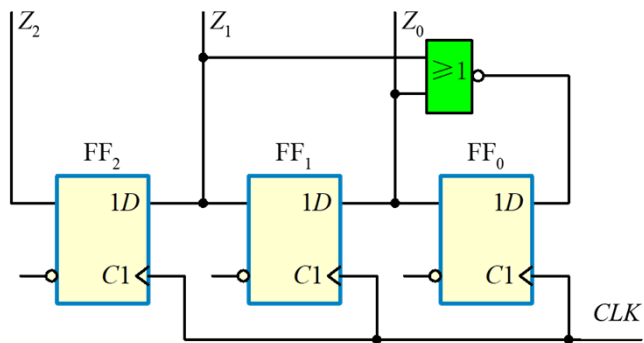 Z₂ Z₁ Z₀
≥1
FF₂ FF₁ FF₀
1D 1D 1D
C1 C1 C1
CLK